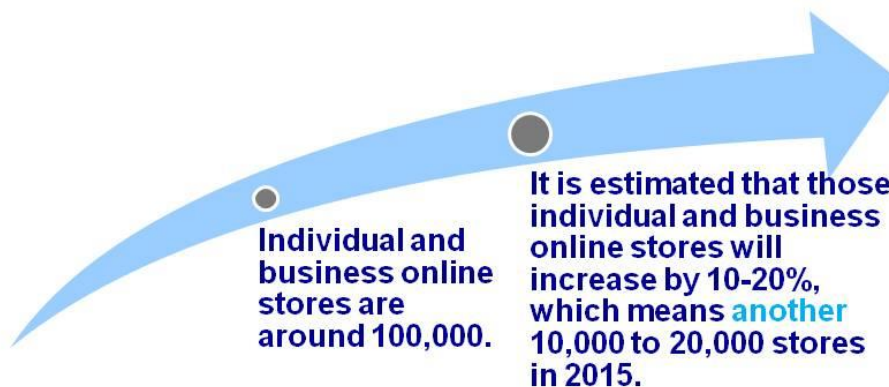 Individual and
business online
stores are
around 100,000.
It is estimated that those
individual and business
online stores will
increase by 10-20%,
which means another
10,000 to 20,000 stores
in 2015.